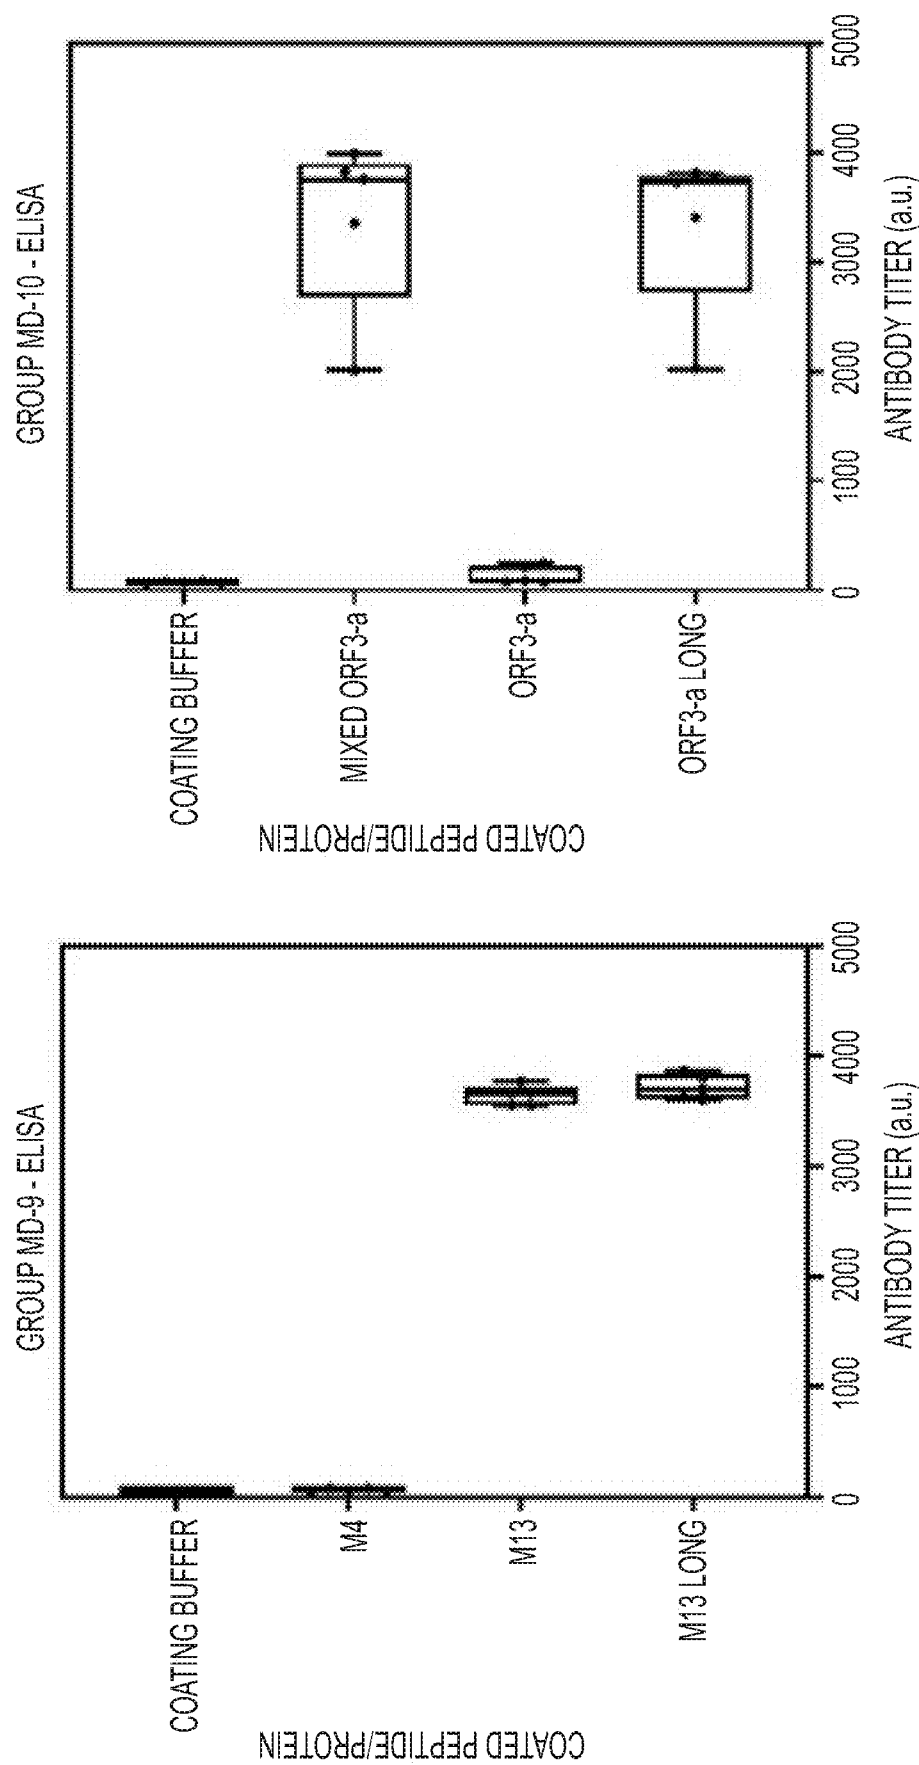 GROUP MD-9 - ELISA
COATED PEPTIDE/PROTEIN
COATING BUFFER
M4
M13
M13 LONG
0
1000
2000
3000
4000
5000
ANTIBODY TITER (a.u.)
GROUP MD-10 - ELISA
COATED PEPTIDE/PROTEIN
COATING BUFFER
MIXED ORF3-a
ORF3-a
ORF3-a LONG
0
1000
2000
3000
4000
5000
ANTIBODY TITER (a.u.)